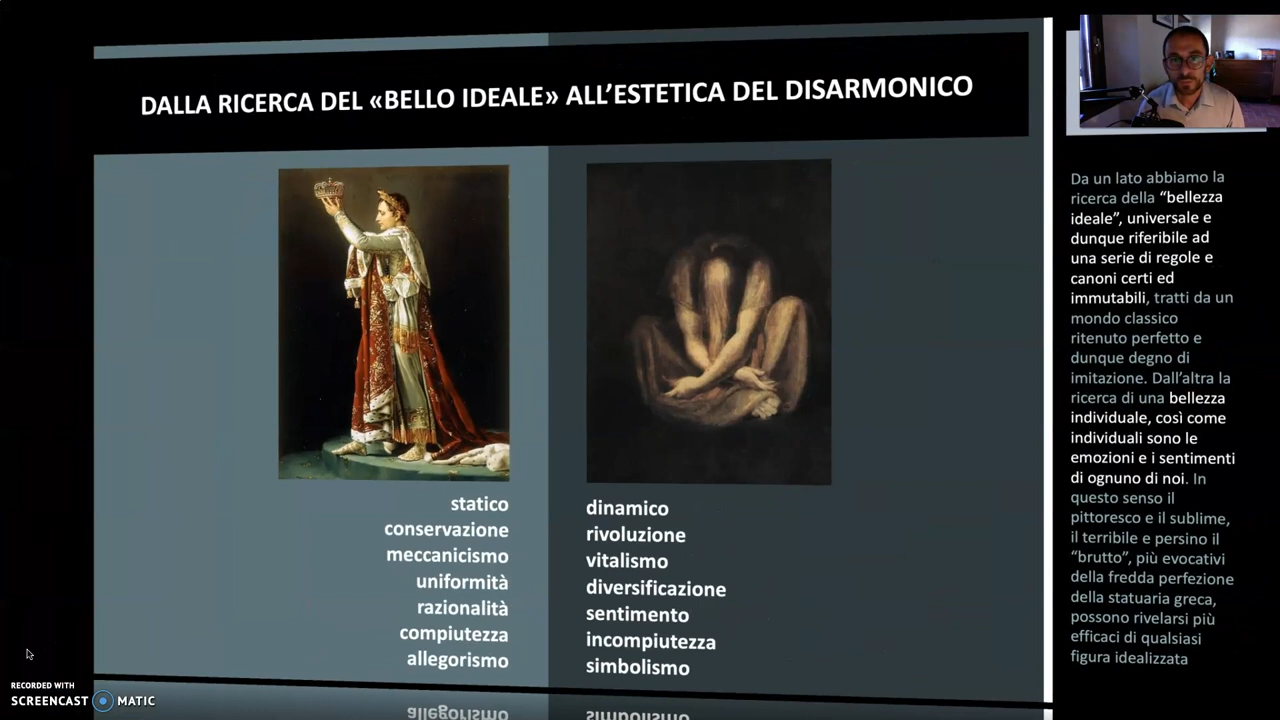 DALLA RICERCA DEL «BELLO IDEALE» ALL'ESTETICA DEL DISARMONICO
statico
conservazione
meccanicismo
uniformità
razionalità
compiutezza
allegorismo
dinamico
rivoluzione
vitalismo
diversificazione
sentimento
incompiutezza
simbolismo
Da un lato abbiamo la
ricerca della “bellezza
ideale”, universale e
dunque riferibile ad
una serie di regole e
canoni certi ed
immutabili, tratti da un
mondo classico
ritenuto perfetto e
dunque degno di
imitazione. Dall’altra la
ricerca di una bellezza
individuale, così come
individuali sono le
emozioni e i sentimenti
di ognuno di noi. In
questo senso il
pittoresco e il sublime,
il terribile e persino il
“brutto”, più evocativi
della fredda perfezione
della statuaria greca,
possono rivelarsi più
efficaci di qualsiasi
figura idealizzata
RECORDED WITH
SCREENCAST MATIC
allegorismo
simbolismo